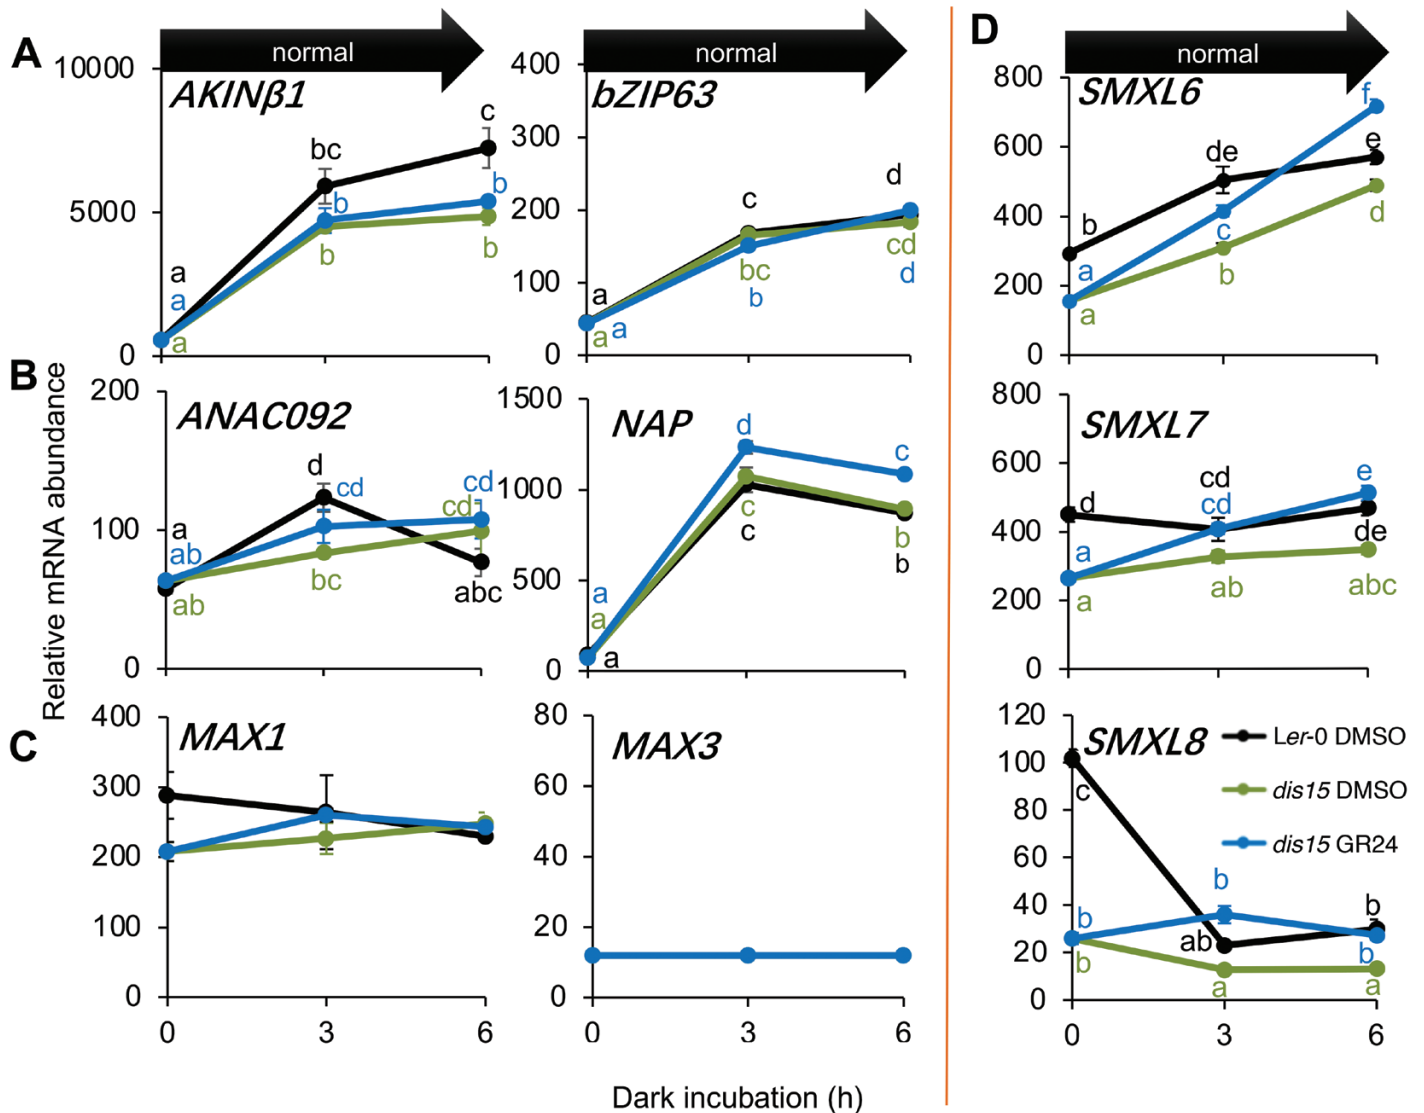 A
normal
10000
5000
0
AKINβ1
a
a
a
bc
b
b
c
b
b
normal
400
300
200
100
0
bZIP63
a
a
a
c
bc
b
d
cd
d
B
Relative mRNA abundance
200
100
0
ANAC092
a
ab
ab
d
cd
bc
cd
cd
abc
1500
1000
500
0
NAP
a
a
a
d
c
c
c
b
b
C
400
300
200
100
0
MAX1
0 3 6
80
60
40
20
0
MAX3
0 3 6
Dark incubation (h)
D
normal
800
600
400
200
0
SMXL6
b
a
a
de
c
b
f
e
d
800
600
400
200
0
SMXL7
d
a
a
cd
cd
ab
e
de
abc
120
100
80
60
40
20
0
SMXL8
Ler-0 DMSO
dis15 DMSO
dis15 GR24
c
b
b
b
ab
a
b
b
a
0 3 6